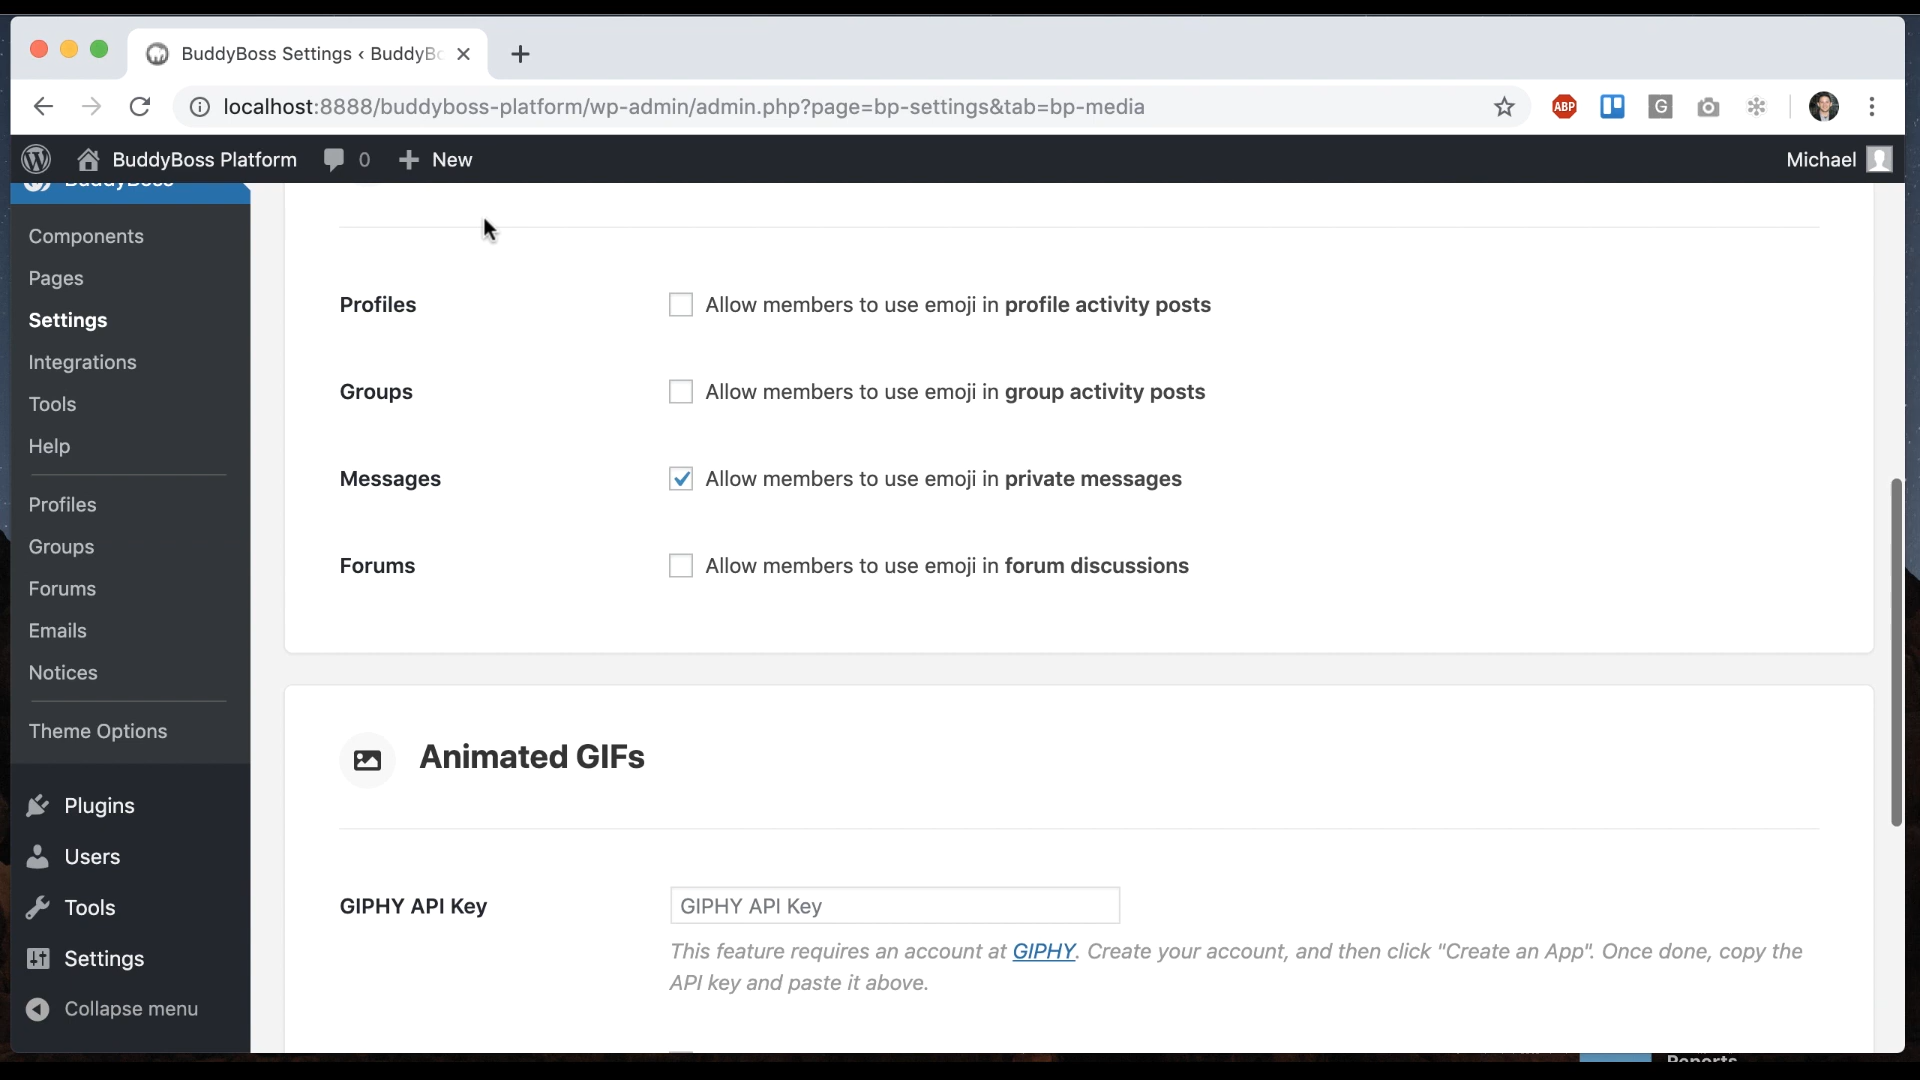 BuddyBoss Settings ‹ BuddyBo
localhost:8888/buddyboss-platform/wp-admin/admin.php?page=bp-settings&tab=bp-media
ABP
G
BuddyBoss Platform 0 New
Michael
BuddyBoss
Components
Pages
Settings
Integrations
Tools
Help
Profiles
Groups
Forums
Emails
Notices
Theme Options
Plugins
Users
Tools
Settings
Collapse menu
Profiles Allow members to use emoji in profile activity posts
Groups Allow members to use emoji in group activity posts
Messages Allow members to use emoji in private messages
Forums Allow members to use emoji in forum discussions
Animated GIFs
GIPHY API Key GIPHY API Key
This feature requires an account at GIPHY. Create your account, and then click "Create an App". Once done, copy the
API key and paste it above.
Reports